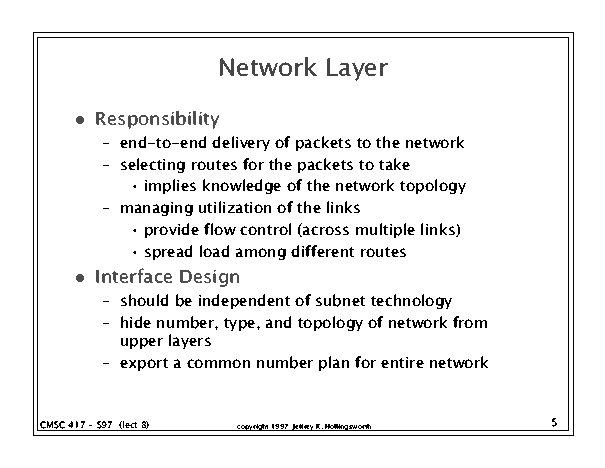 Network Layer
● Responsibility
– end-to-end delivery of packets to the network
– selecting routes for the packets to take
• implies knowledge of the network topology
– managing utilization of the links
• provide flow control (across multiple links)
• spread load among different routes
● Interface Design
– should be independent of subnet technology
– hide number, type, and topology of network from
upper layers
– export a common number plan for entire network
CMSC 417 - S97 (lect 8)
copyright 1997 Jeffrey K. Hollingsworth
5